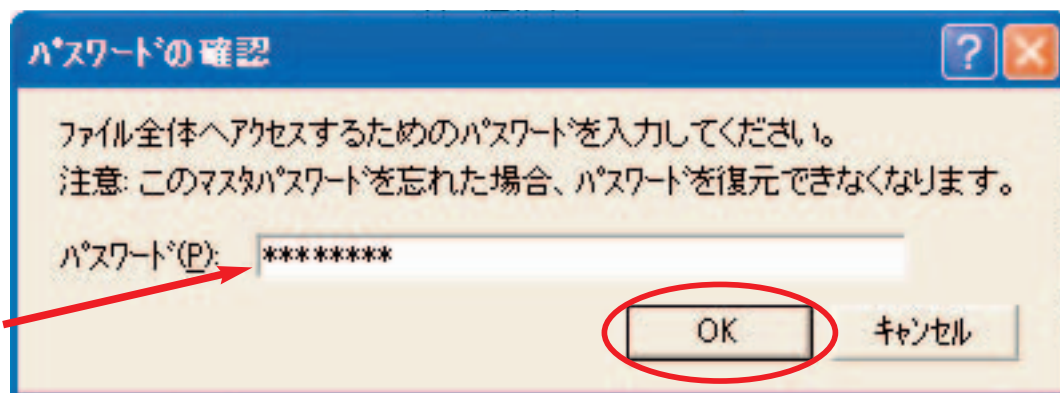 パスワードの確認
ファイル全体へアクセスするためのパスワードを入力してください。
注意: このマスタパスワードを忘れた場合、パスワードを復元できなくなります。
パスワード(P): ********
OK キャンセル